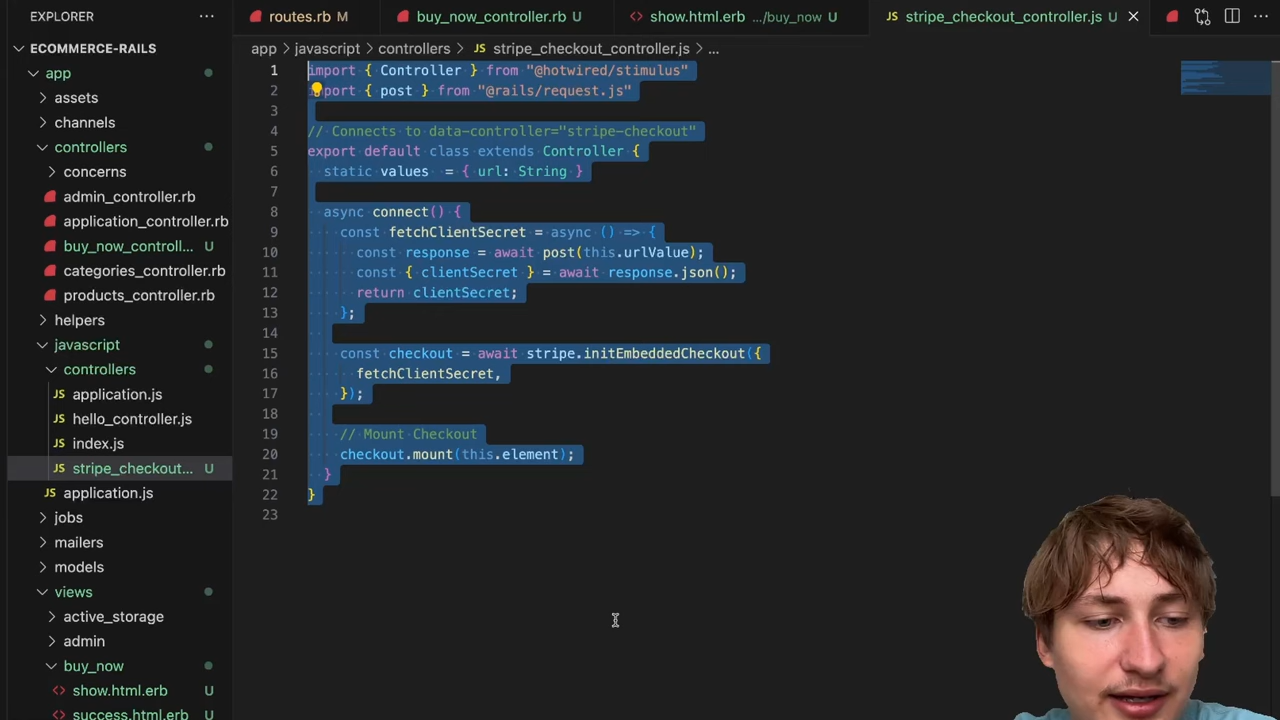 EXPLORER ...
routes.rb M
buy_now_controller.rb U
show.html.erb .../buy_now U
stripe_checkout_controller.js U
ECOMMERCE-RAILS
app
assets
channels
controllers
concerns
admin_controller.rb
application_controller.rb
buy_now_controll... U
categories_controller.rb
products_controller.rb
helpers
javascript
controllers
application.js
hello_controller.js
index.js
stripe_checkout... U
application.js
jobs
mailers
models
views
active_storage
admin
buy_now
show.html.erb U
success.html.erb U
app > javascript > controllers > JS stripe_checkout_controller.js > ...
1 import { Controller } from "@hotwired/stimulus"
2 import { post } from "@rails/request.js"
3
4 // Connects to data-controller="stripe-checkout"
5 export default class extends Controller {
6 static values = { url: String }
7
8 async connect() {
9 const fetchClientSecret = async () => {
10 const response = await post(this.urlValue);
11 const { clientSecret } = await response.json();
12 return clientSecret;
13 };
14
15 const checkout = await stripe.initEmbeddedCheckout({
16 fetchClientSecret,
17 });
18
19 // Mount Checkout
20 checkout.mount(this.element);
21 }
22 }
23